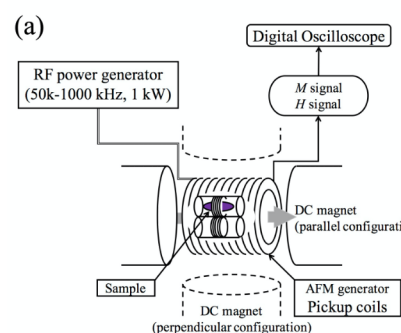 (a)
Digital Oscilloscope
RF power generator
(50k-1000 kHz, 1 kW)
M signal
H signal
DC magnet
(parallel configurati
Sample
AFM generator
Pickup coils
DC magnet
(perpendicular configuration)